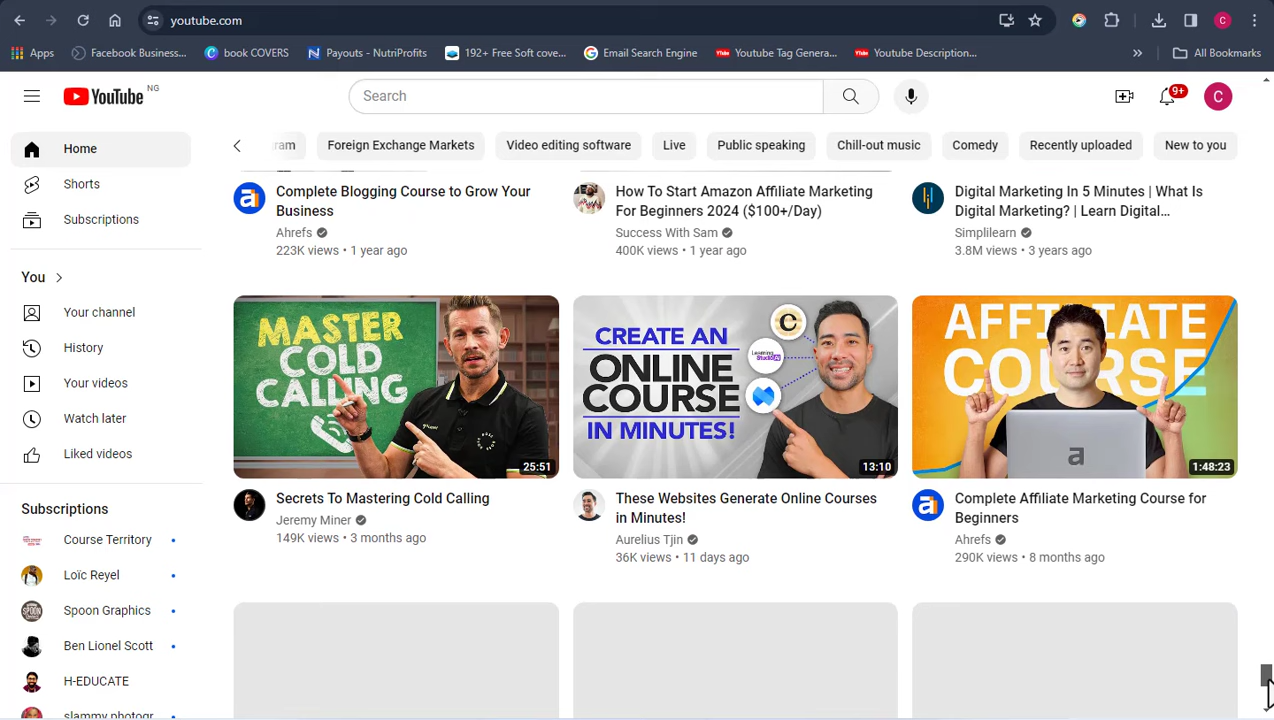 youtube.com
C
Apps
Facebook Business...
book COVERS
Payouts - NutriProfits
192+ Free Soft cove...
Email Search Engine
Youtube Tag Genera...
Youtube Description...
»
All Bookmarks
YouTube NG
Search
9+
C
Home
Shorts
Subscriptions
You
Your channel
History
Your videos
Watch later
Liked videos
Subscriptions
Course Territory
Loïc Reyel
Spoon Graphics
Ben Lionel Scott
H-EDUCATE
slammy photogr
ram
Foreign Exchange Markets
Video editing software
Live
Public speaking
Chill-out music
Comedy
Recently uploaded
New to you
Complete Blogging Course to Grow Your
Business
Ahrefs
223K views • 1 year ago
How To Start Amazon Affiliate Marketing
For Beginners 2024 ($100+/Day)
Success With Sam
400K views • 1 year ago
Digital Marketing In 5 Minutes | What Is
Digital Marketing? | Learn Digital...
Simplilearn
3.8M views • 3 years ago
MASTER
COLD
CALLING
25:51
Secrets To Mastering Cold Calling
Jeremy Miner
149K views • 3 months ago
CREATE AN
ONLINE
COURSE
IN MINUTES!
C
13:10
These Websites Generate Online Courses
in Minutes!
Aurelius Tjin
36K views • 11 days ago
AFFILIATE
COURSE
a
1:48:23
Complete Affiliate Marketing Course for
Beginners
Ahrefs
290K views • 8 months ago